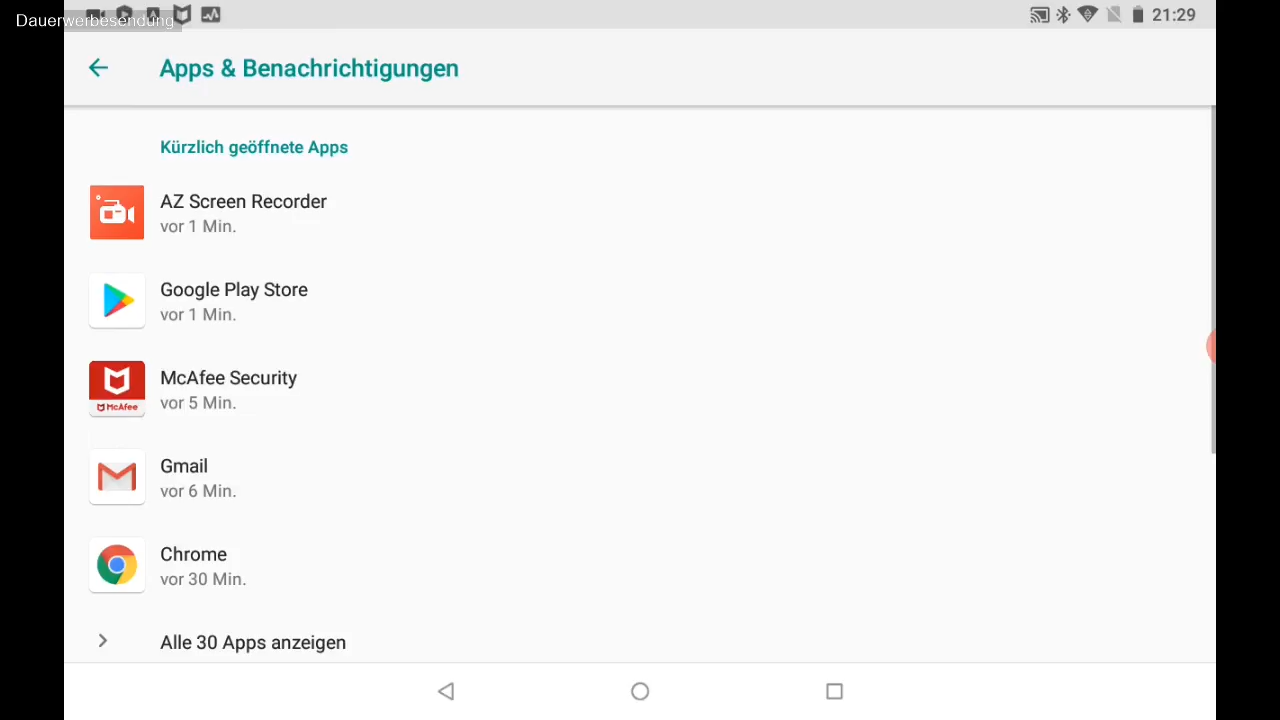 Dauerwerbesendung
21:29
Apps & Benachrichtigungen
Kürzlich geöffnete Apps
AZ Screen Recorder
vor 1 Min.
Google Play Store
vor 1 Min.
McAfee Security
vor 5 Min.
McAfee
Gmail
vor 6 Min.
Chrome
vor 30 Min.
Alle 30 Apps anzeigen